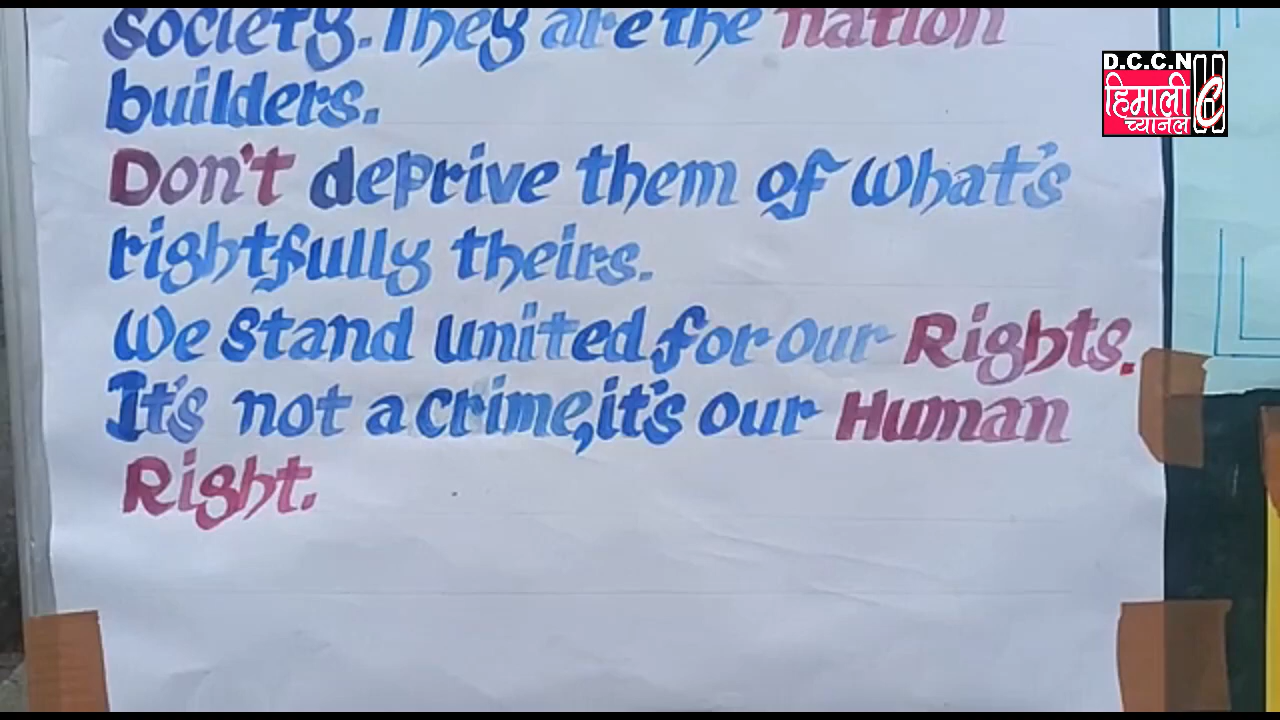 society. They are the nation
builders.
Don't deprive them of what's
rightfully theirs.
We stand united for our Rights.
It's not a crime, it's our Human
Right.
D.C.C.N
हिमाली
च्यानल
HC